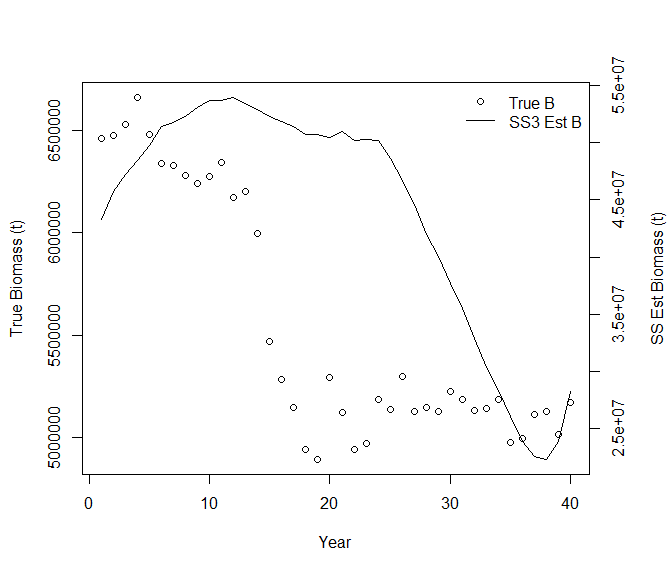 True B
SS3 Est B
True Biomass (t)
5000000
5500000
6000000
6500000
SS Est Biomass (t)
2.5e+07
3.5e+07
4.5e+07
5.5e+07
0
10
20
30
40
Year